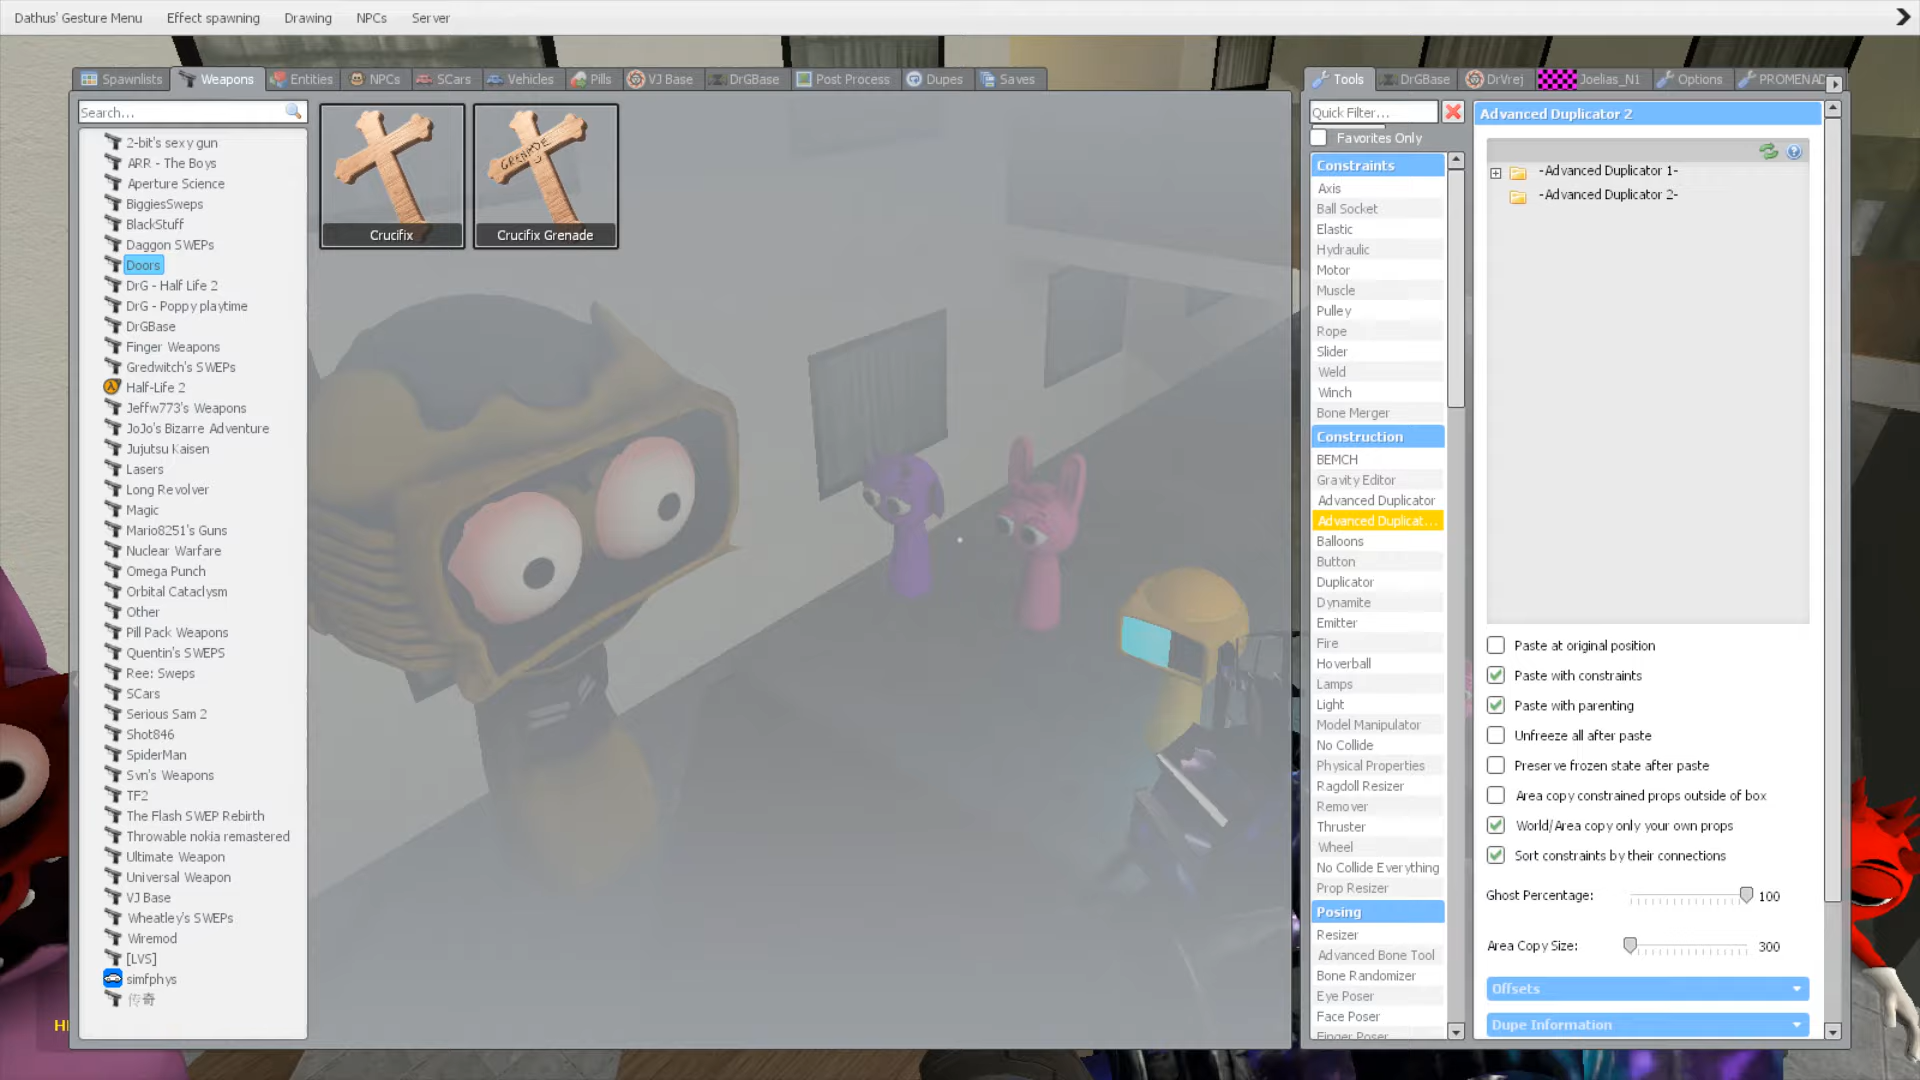 Dathus' Gesture Menu Effect spawning Drawing NPCs Server
Spawnlists Weapons Entities NPCs SCars Vehicles Pills VJ Base DrGBase Post Process Dupes Saves
Search...
2-bit's sexy gun
ARR - The Boys
Aperture Science
BiggiesSweps
BlackStuff
Daggon SWEPs
Doors
DrG - Half Life 2
DrG - Poppy playtime
DrGBase
Finger Weapons
Gredwitch's SWEPs
Half-Life 2
Jeffw773's Weapons
JoJo's Bizarre Adventure
Jujutsu Kaisen
Lasers
Long Revolver
Magic
Mario8251's Guns
Nuclear Warfare
Omega Punch
Orbital Cataclysm
Other
Pill Pack Weapons
Quentin's SWEPS
Ree: Sweps
SCars
Serious Sam 2
Shot846
SpiderMan
Svn's Weapons
TF2
The Flash SWEP Rebirth
Throwable nokia remastered
Ultimate Weapon
Universal Weapon
VJ Base
Wheatley's SWEPs
Wiremod
[LVS]
simfphys
传奇
GRENADE
Crucifix
Crucifix Grenade
Tools DrGBase DrVrej Joelias_N1 Options PROMENAD
Quick Filter...
Favorites Only
Constraints
Axis
Ball Socket
Elastic
Hydraulic
Motor
Muscle
Pulley
Rope
Slider
Weld
Winch
Bone Merger
Construction
BEMCH
Gravity Editor
Advanced Duplicator
Advanced Duplicat...
Balloons
Button
Duplicator
Dynamite
Emitter
Fire
Hoverball
Lamps
Light
Model Manipulator
No Collide
Physical Properties
Ragdoll Resizer
Remover
Thruster
Wheel
No Collide Everything
Prop Resizer
Posing
Resizer
Advanced Bone Tool
Bone Randomizer
Eye Poser
Face Poser
Finger Poser
Advanced Duplicator 2
-Advanced Duplicator 1-
-Advanced Duplicator 2-
Paste at original position
Paste with constraints
Paste with parenting
Unfreeze all after paste
Preserve frozen state after paste
Area copy constrained props outside of box
World/Area copy only your own props
Sort constraints by their connections
Ghost Percentage: 100
Area Copy Size: 300
Offsets
Dupe Information